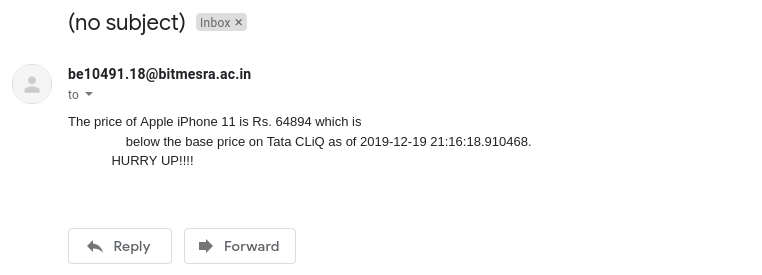 (no subject) Inbox ×
be10491.18@bitmesra.ac.in
to
The price of Apple iPhone 11 is Rs. 64894 which is
below the base price on Tata CLiQ as of 2019-12-19 21:16:18.910468.
HURRY UP!!!!
Reply Forward